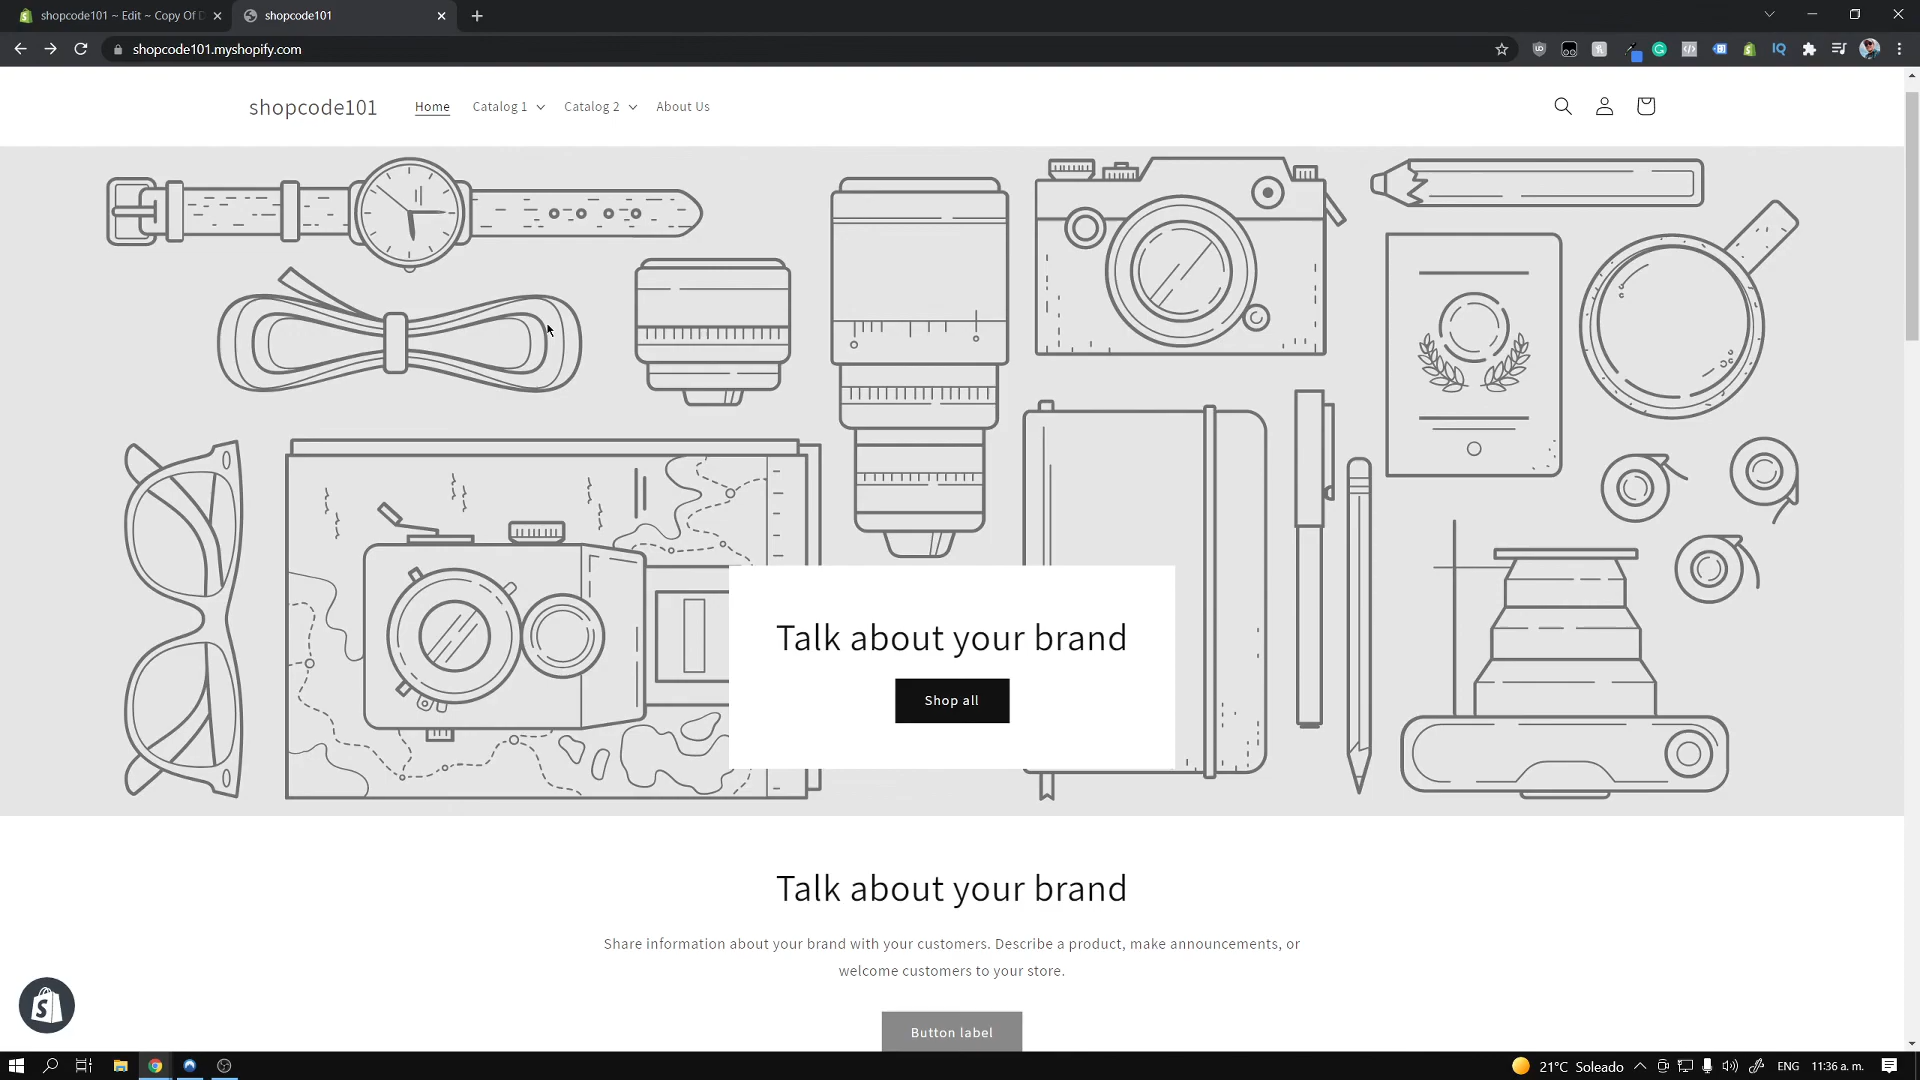 shopcode101 ~ Edit ~ Copy Of D
shopcode101
shopcode101.myshopify.com
shopcode101
Home
Catalog 1
Catalog 2
About Us
Talk about your brand
Shop all
Talk about your brand
Share information about your brand with your customers. Describe a product, make announcements, or
welcome customers to your store.
Button label
21°C Soleado
ENG
11:36 a. m.